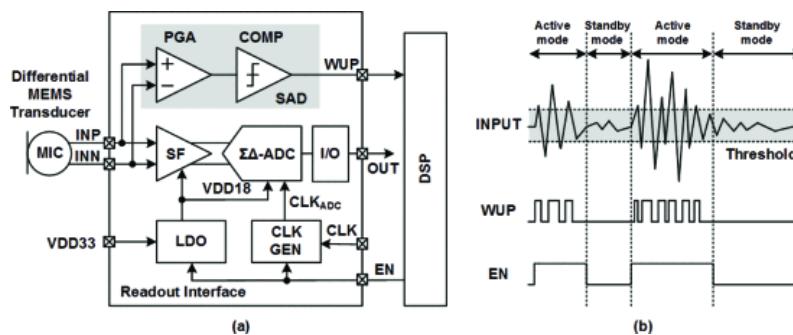 PGA
COMP
SAD
WUP
Differential
MEMS
Transducer
INP
MIC
INN
SF
ΣΔ-ADC
I/O
OUT
DSP
VDD18
CLKADC
VDD33
LDO
CLK
GEN
CLK
EN
Readout Interface
(a)
Active
mode
Standby
mode
Active
mode
Standby
mode
INPUT
Threshold
WUP
EN
(b)